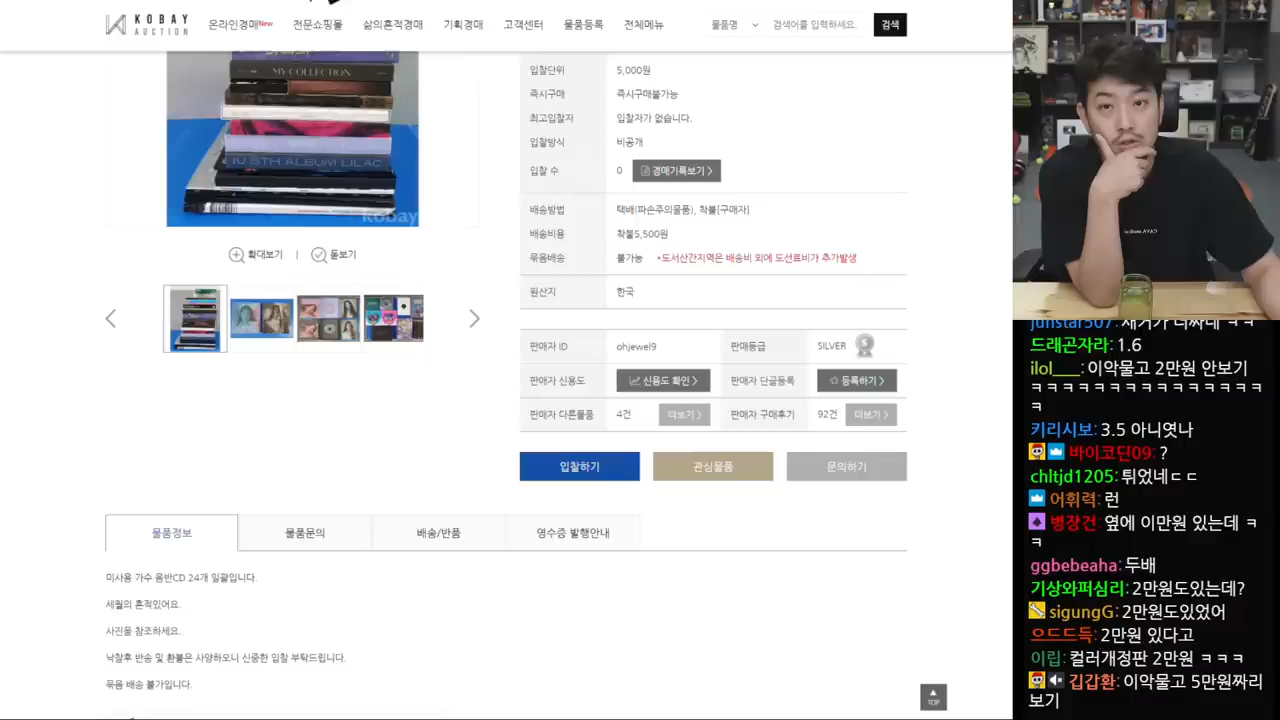 KOBAY
AUCTION
온라인경매New
전문쇼핑몰
삶의흔적경매
기획경매
고객센터
물품등록
전체메뉴
물품명
검색어를 입력하세요.
검색
MY COLLECTION
IU 5TH ALBUM LILAC
kobay
확대보기 | 돋보기
입찰단위 5,000원
즉시구매 즉시구매불가능
최고입찰자 입찰자가 없습니다.
입찰방식 비공개
입찰 수 0 경매기록보기 >
배송방법 택배(파손주의물품), 착불[구매자]
배송비용 착불5,500원
묶음배송 불가능 *도서산간지역은 배송비 외에 도선료비가 추가발생
원산지 한국
판매자 ID ohjewel9 판매등급 SILVER
판매자 신용도 신용도 확인 > 판매자 단골등록 ☆ 등록하기 >
판매자 다른물품 4건 더보기 > 판매자 구매후기 92건 더보기 >
입찰하기 관심물품 문의하기
물품정보 물품문의 배송/반품 영수증 발행안내
미사용 가수 음반CD 24개 일괄입니다.
세월의 흔적있어요.
사진을 참조하세요.
낙찰후 반송 및 환불은 사양하오니 신중한 입찰 부탁드립니다.
묶음 배송 불가입니다.
▲
TOP
junstar507: 새거가 더싸네 ㅋㅋ
드래곤자라: 1.6
ilol___: 이악물고 2만원 안보기
ㅋㅋㅋㅋㅋㅋㅋㅋㅋㅋㅋㅋㅋㅋㅋ
ㅋ
키리시보: 3.5 아니엿나
바이코딘09: ?
chltjd1205: 튀었네ㄷㄷ
어휘력: 런
병장건: 옆에 이만원 있는데 ㅋ
ㅋ
ggbebeaha: 두배
기상와퍼심리: 2만원도있는데?
sigungG: 2만원도있었어
으드드득: 2만원 있다고
이립: 컬러개정판 2만원 ㅋㅋㅋ
김갑환: 이악물고 5만원짜리
보기